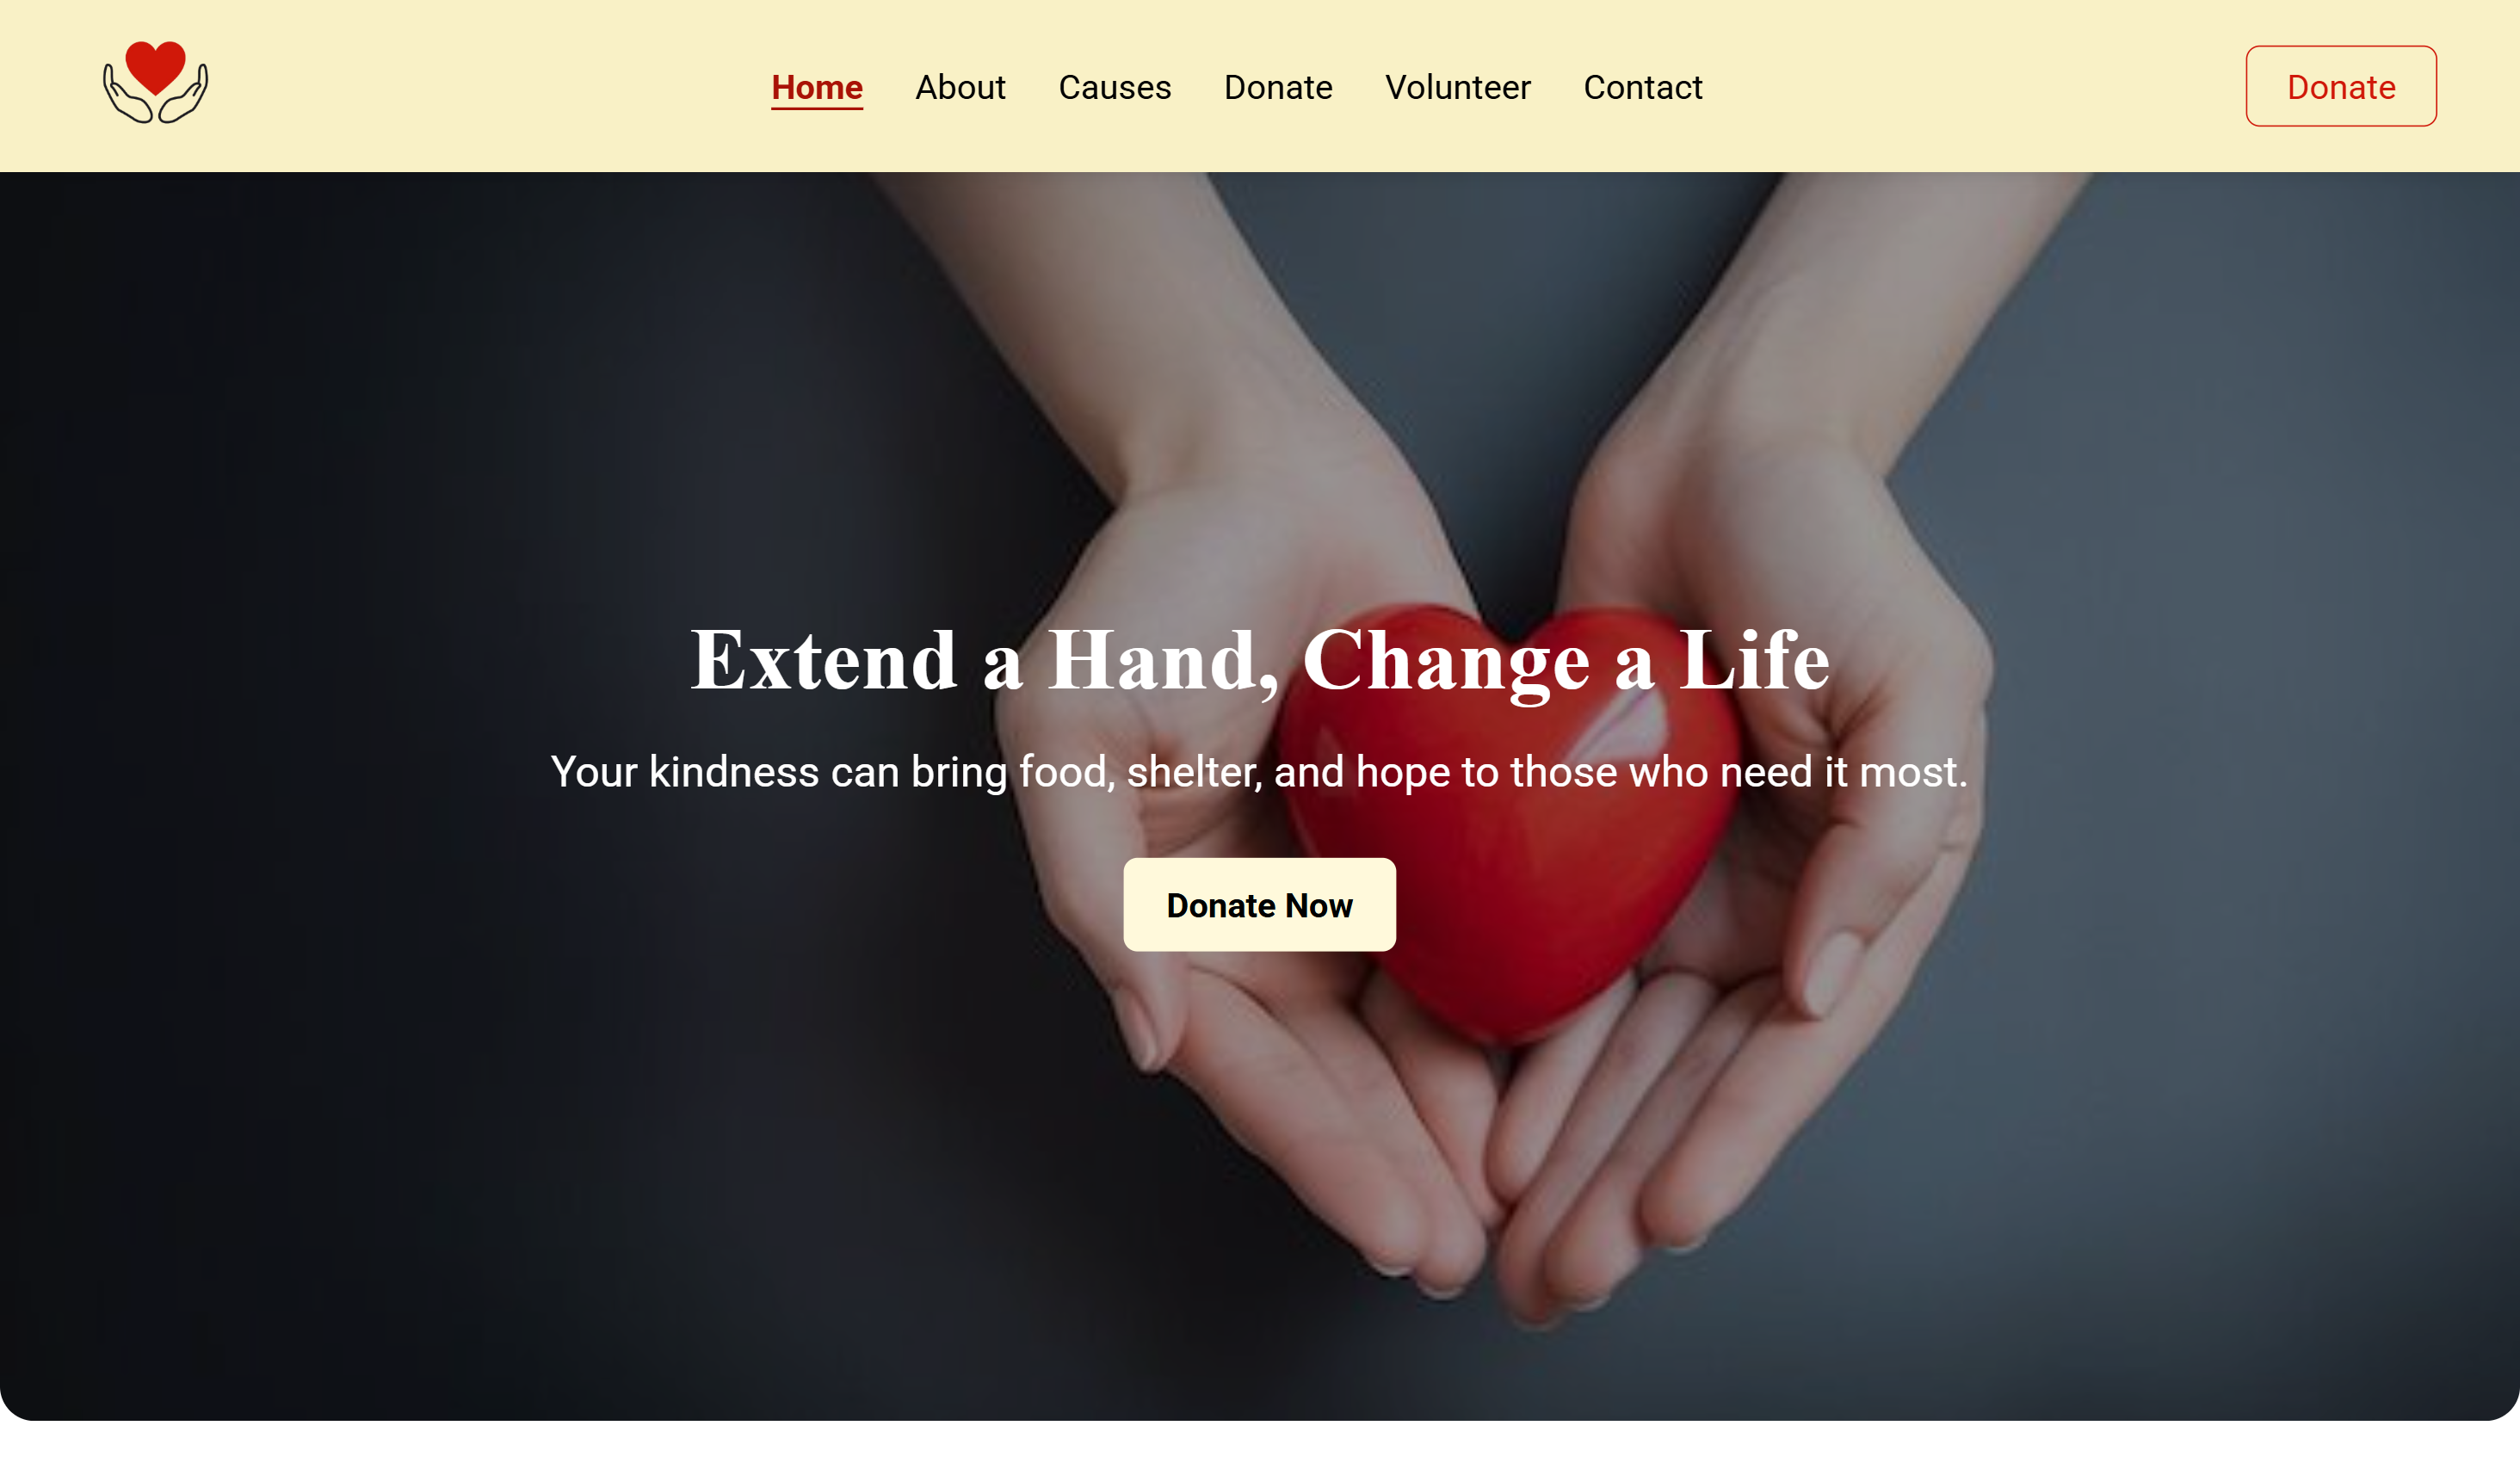 Home About Causes Donate Volunteer Contact Donate
Extend a Hand, Change a Life
Your kindness can bring food, shelter, and hope to those who need it most.
Donate Now